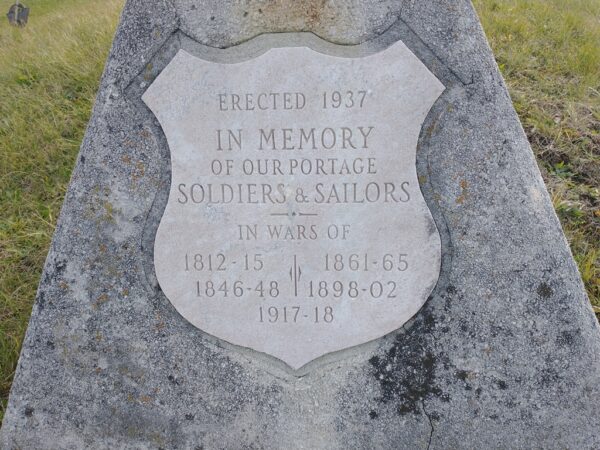 ERECTED 1937
IN MEMORY
OF OUR PORTAGE
SOLDIERS & SAILORS
IN WARS OF
1812-15 1861-65
1846-48 1898-02
1917-18